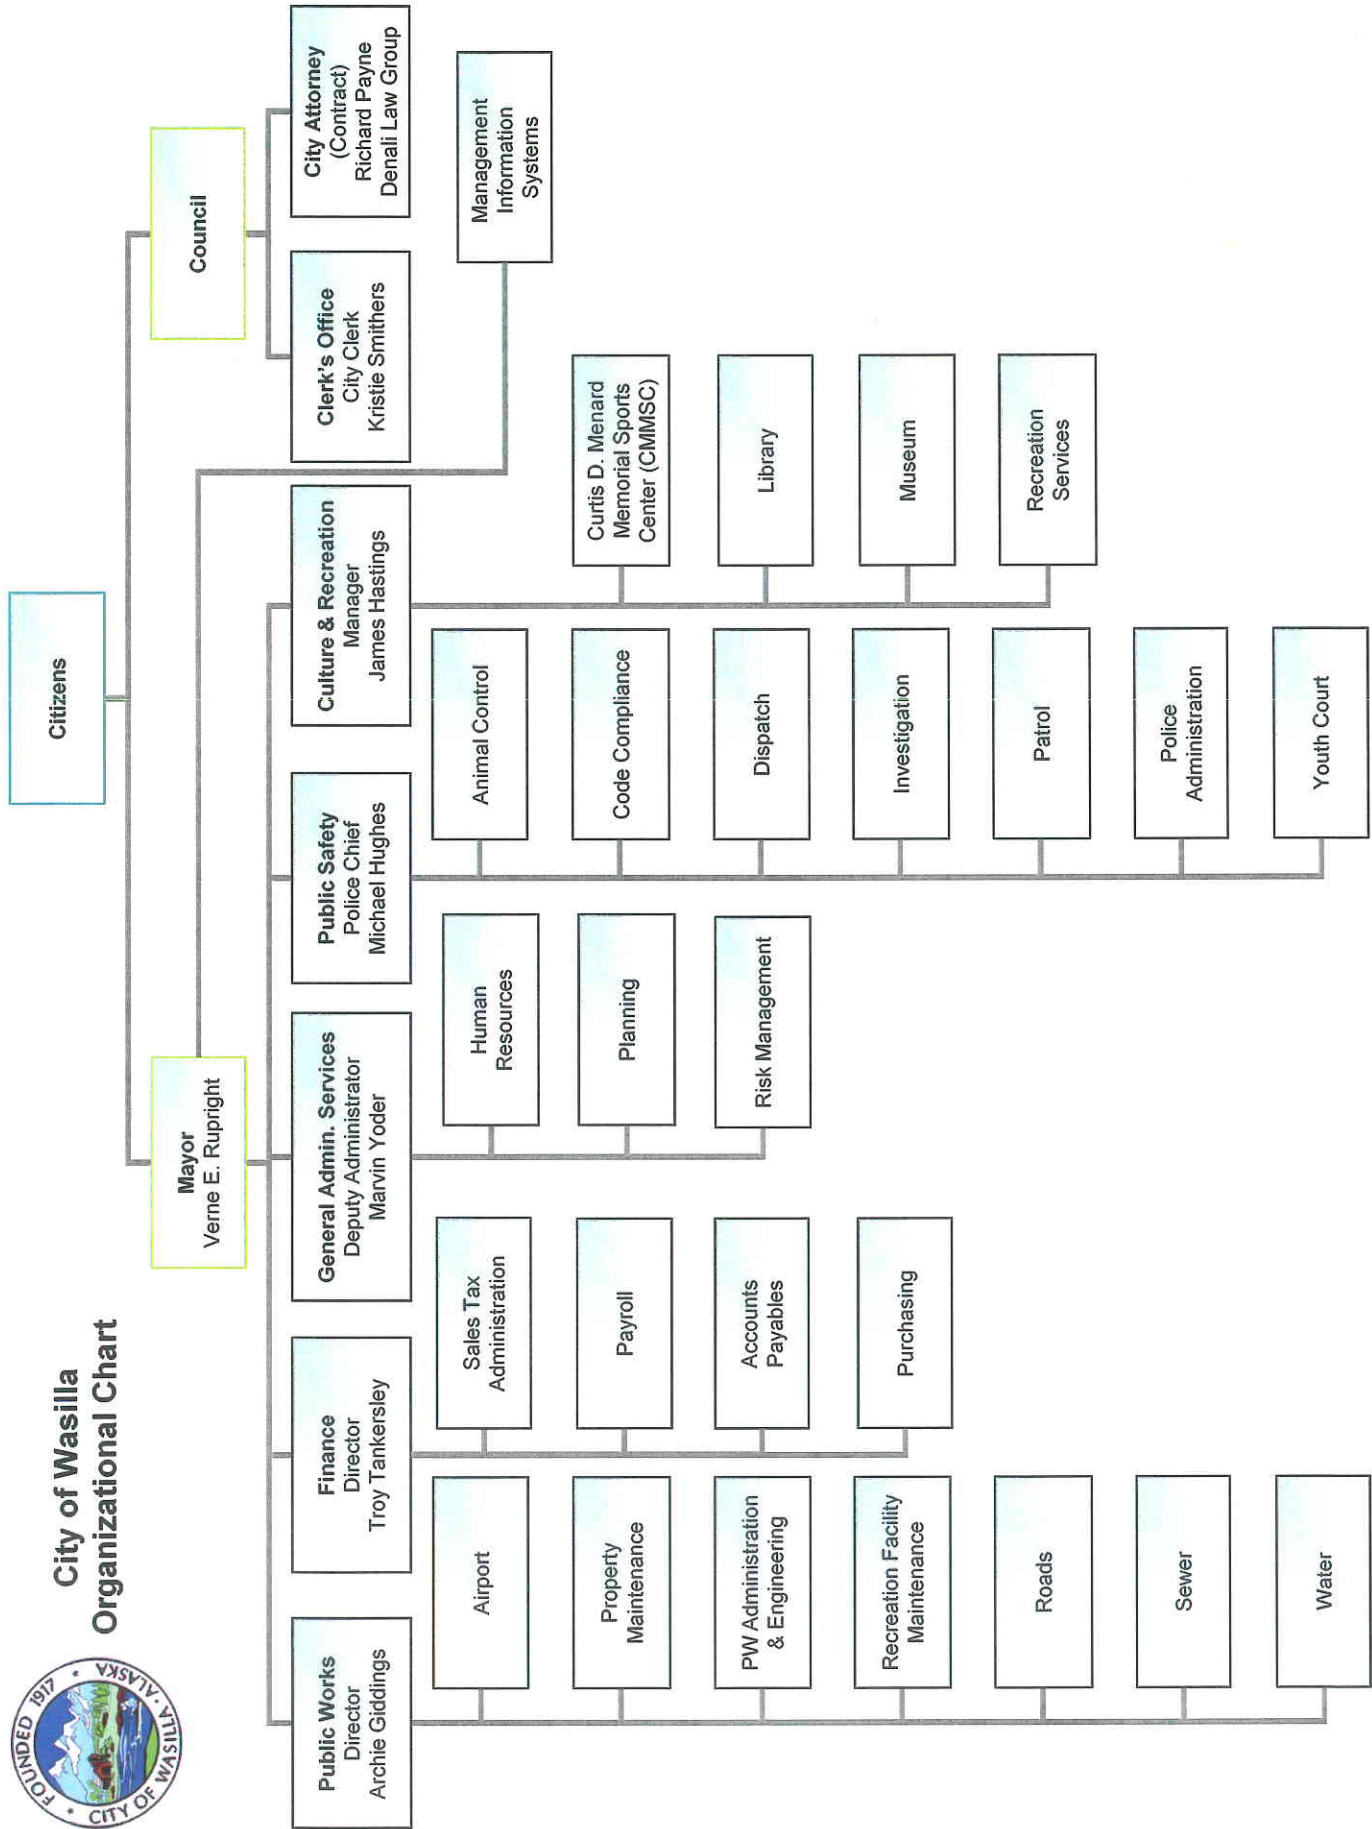 FOUNDED 1917 * ALASKA
* CITY OF WASILLA *
City of Wasilla
Organizational Chart
Citizens
Mayor
Verne E. Rupright
Council
Public Works
Director
Archie Giddings
Finance
Director
Troy Tankersley
General Admin. Services
Deputy Administrator
Marvin Yoder
Public Safety
Police Chief
Michael Hughes
Culture & Recreation
Manager
James Hastings
Clerk's Office
City Clerk
Kristie Smithers
City Attorney
(Contract)
Richard Payne
Denali Law Group
Management
Information
Systems
Airport
Property
Maintenance
PW Administration
& Engineering
Recreation Facility
Maintenance
Roads
Sewer
Water
Sales Tax
Administration
Payroll
Accounts
Payables
Purchasing
Human
Resources
Planning
Risk Management
Animal Control
Code Compliance
Dispatch
Investigation
Patrol
Police
Administration
Youth Court
Curtis D. Menard
Memorial Sports
Center (CMMSC)
Library
Museum
Recreation
Services